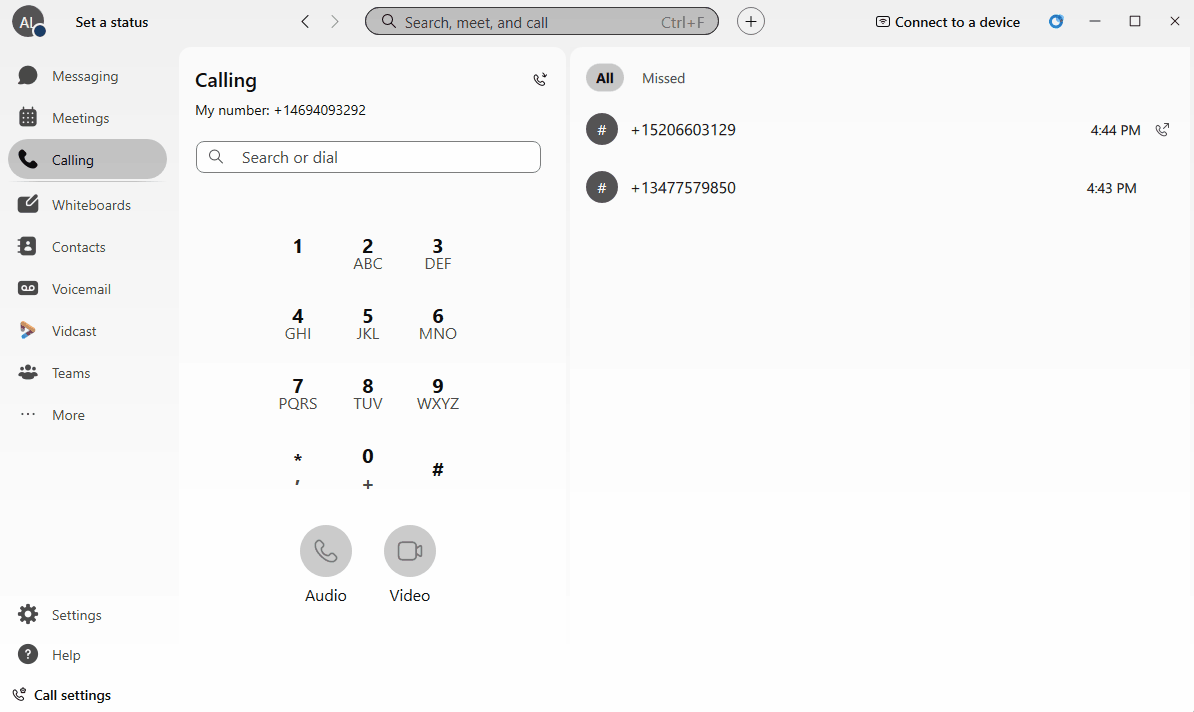 AL
Set a status
Search, meet, and call
Ctrl+F
Connect to a device
Messaging
Meetings
Calling
Whiteboards
Contacts
Voicemail
Vidcast
Teams
More
Settings
Help
Call settings
Calling
My number: +14694093292
Search or dial
1 2 3
ABC DEF
4 5 6
GHI JKL MNO
7 8 9
PQRS TUV WXYZ
* 0 #
, +
Audio Video
All Missed
# +15206603129 4:44 PM
# +13477579850 4:43 PM